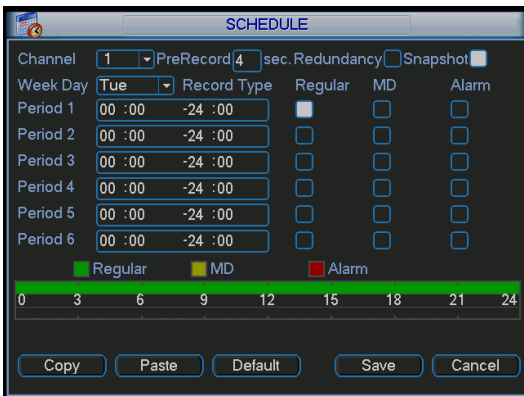 SCHEDULE
Channel 1 PreRecord 4 sec. Redundancy Snapshot
Week Day Tue Record Type Regular MD Alarm
Period 1 00 :00 -24 :00
Period 2 00 :00 -24 :00
Period 3 00 :00 -24 :00
Period 4 00 :00 -24 :00
Period 5 00 :00 -24 :00
Period 6 00 :00 -24 :00
Regular MD Alarm
0 3 6 9 12 15 18 21 24
Copy Paste Default Save Cancel